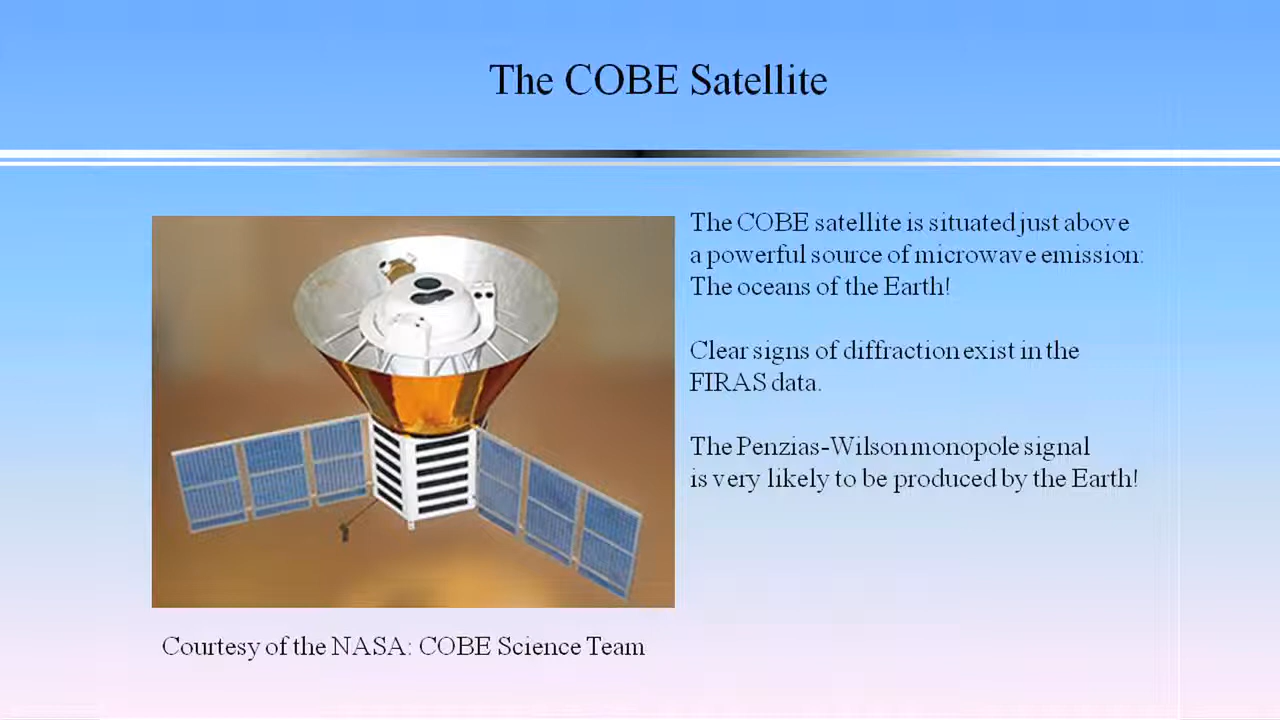 The COBE Satellite
The COBE satellite is situated just above
a powerful source of microwave emission:
The oceans of the Earth!
Clear signs of diffraction exist in the
FIRAS data.
The Penzias-Wilson monopole signal
is very likely to be produced by the Earth!
Courtesy of the NASA: COBE Science Team